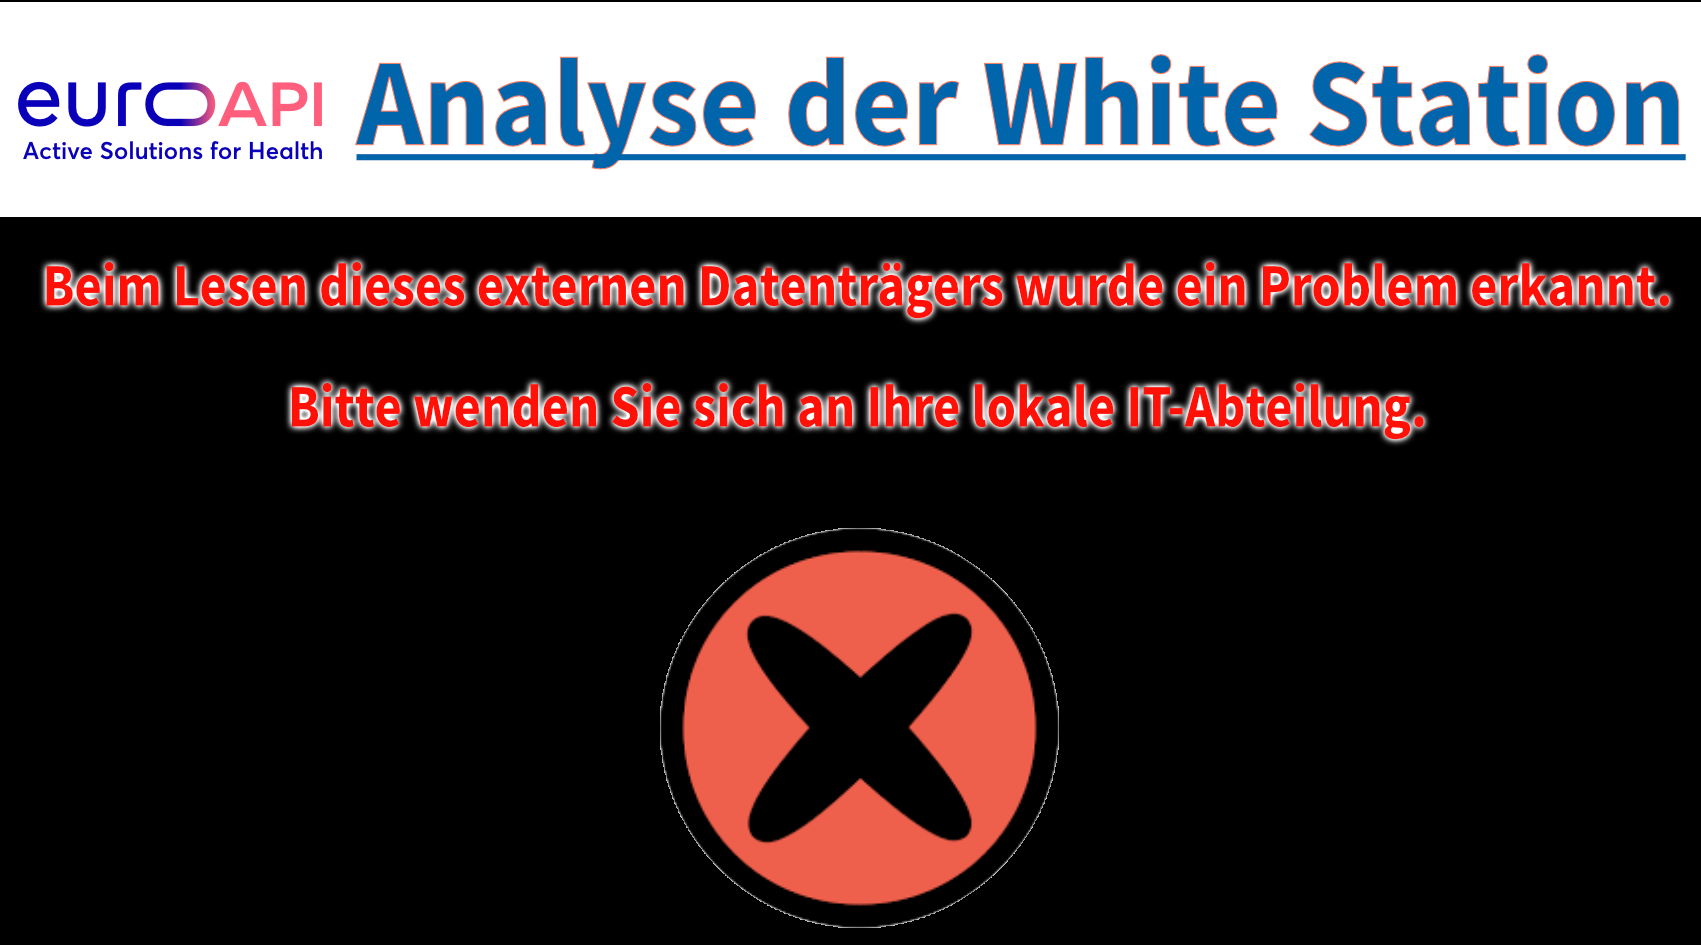 euroAPI
Active Solutions for Health
Analyse der White Station
Beim Lesen dieses externen Datenträgers wurde ein Problem erkannt.
Bitte wenden Sie sich an Ihre lokale IT-Abteilung.